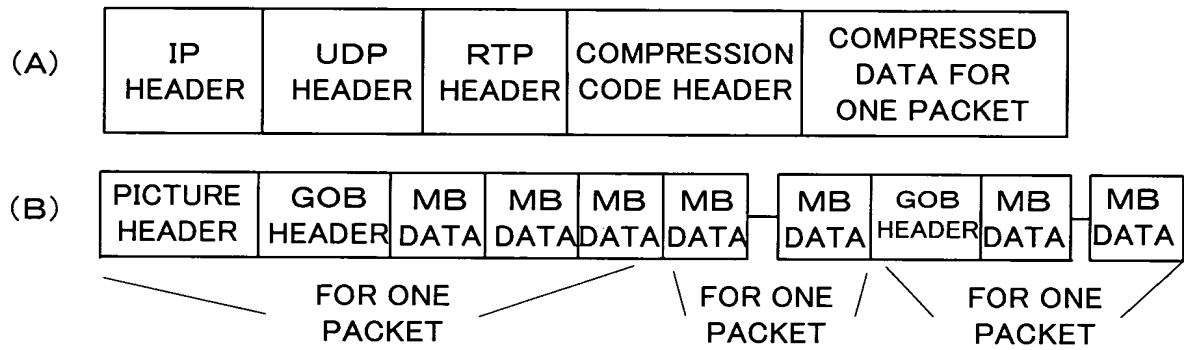 (A)
IP
HEADER
UDP
HEADER
RTP
HEADER
COMPRESSION
CODE HEADER
COMPRESSED
DATA FOR
ONE PACKET
(B)
PICTURE
HEADER
GOB
HEADER
MB
DATA
MB
DATA
MB
DATA
MB
DATA
MB
DATA
GOB
HEADER
MB
DATA
MB
DATA
FOR ONE
PACKET
FOR ONE
PACKET
FOR ONE
PACKET